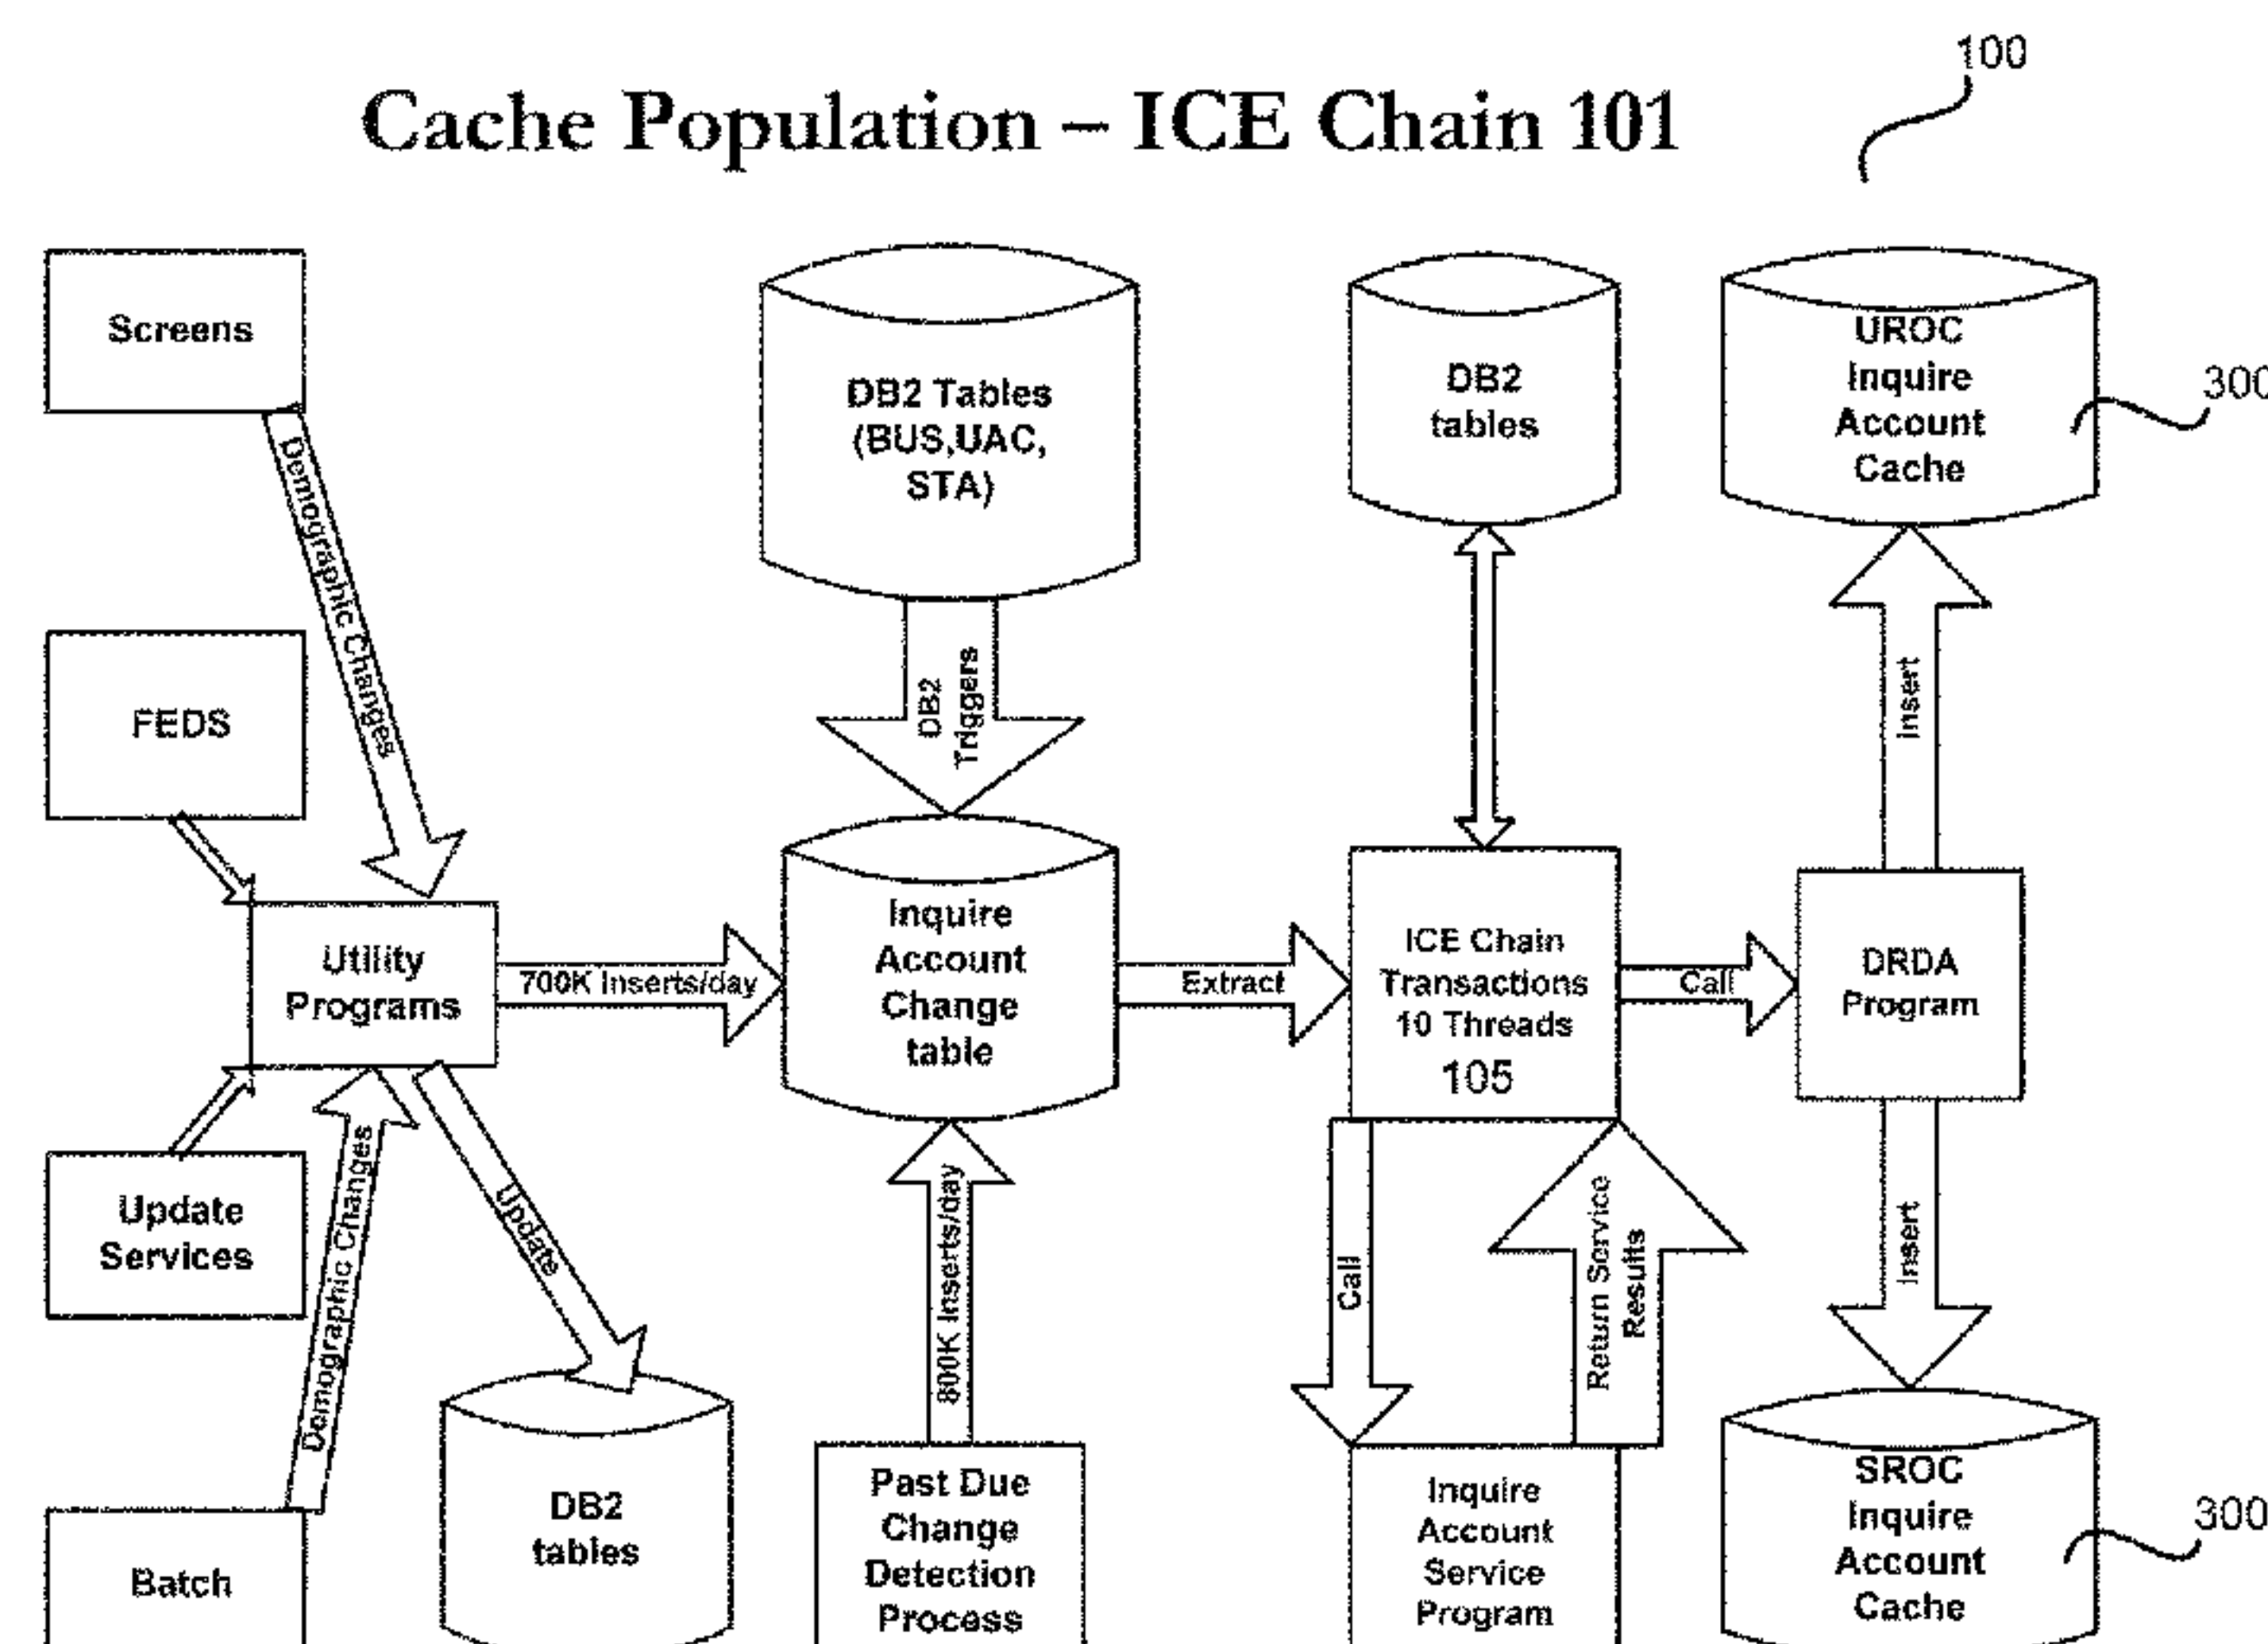 100
Cache Population – ICE Chain 101
Screens
DB2 Tables
(BUS,UAC,
STA)
DB2
tables
UROC
Inquire
Account
Cache
300
Demographic Changes
FEDS
DB2
Triggers
Insert
Utility
Programs
700K Inserts/day
Inquire
Account
Change
table
Extract
ICE Chain
Transactions
10 Threads
105
Call
DRDA
Program
Update
Services
Demographic Changes
Update
800K Inserts/day
Call
Return Service
Results
Insert
Batch
DB2
tables
Past Due
Change
Detection
Process
Inquire
Account
Service
Program
SROC
Inquire
Account
Cache
300